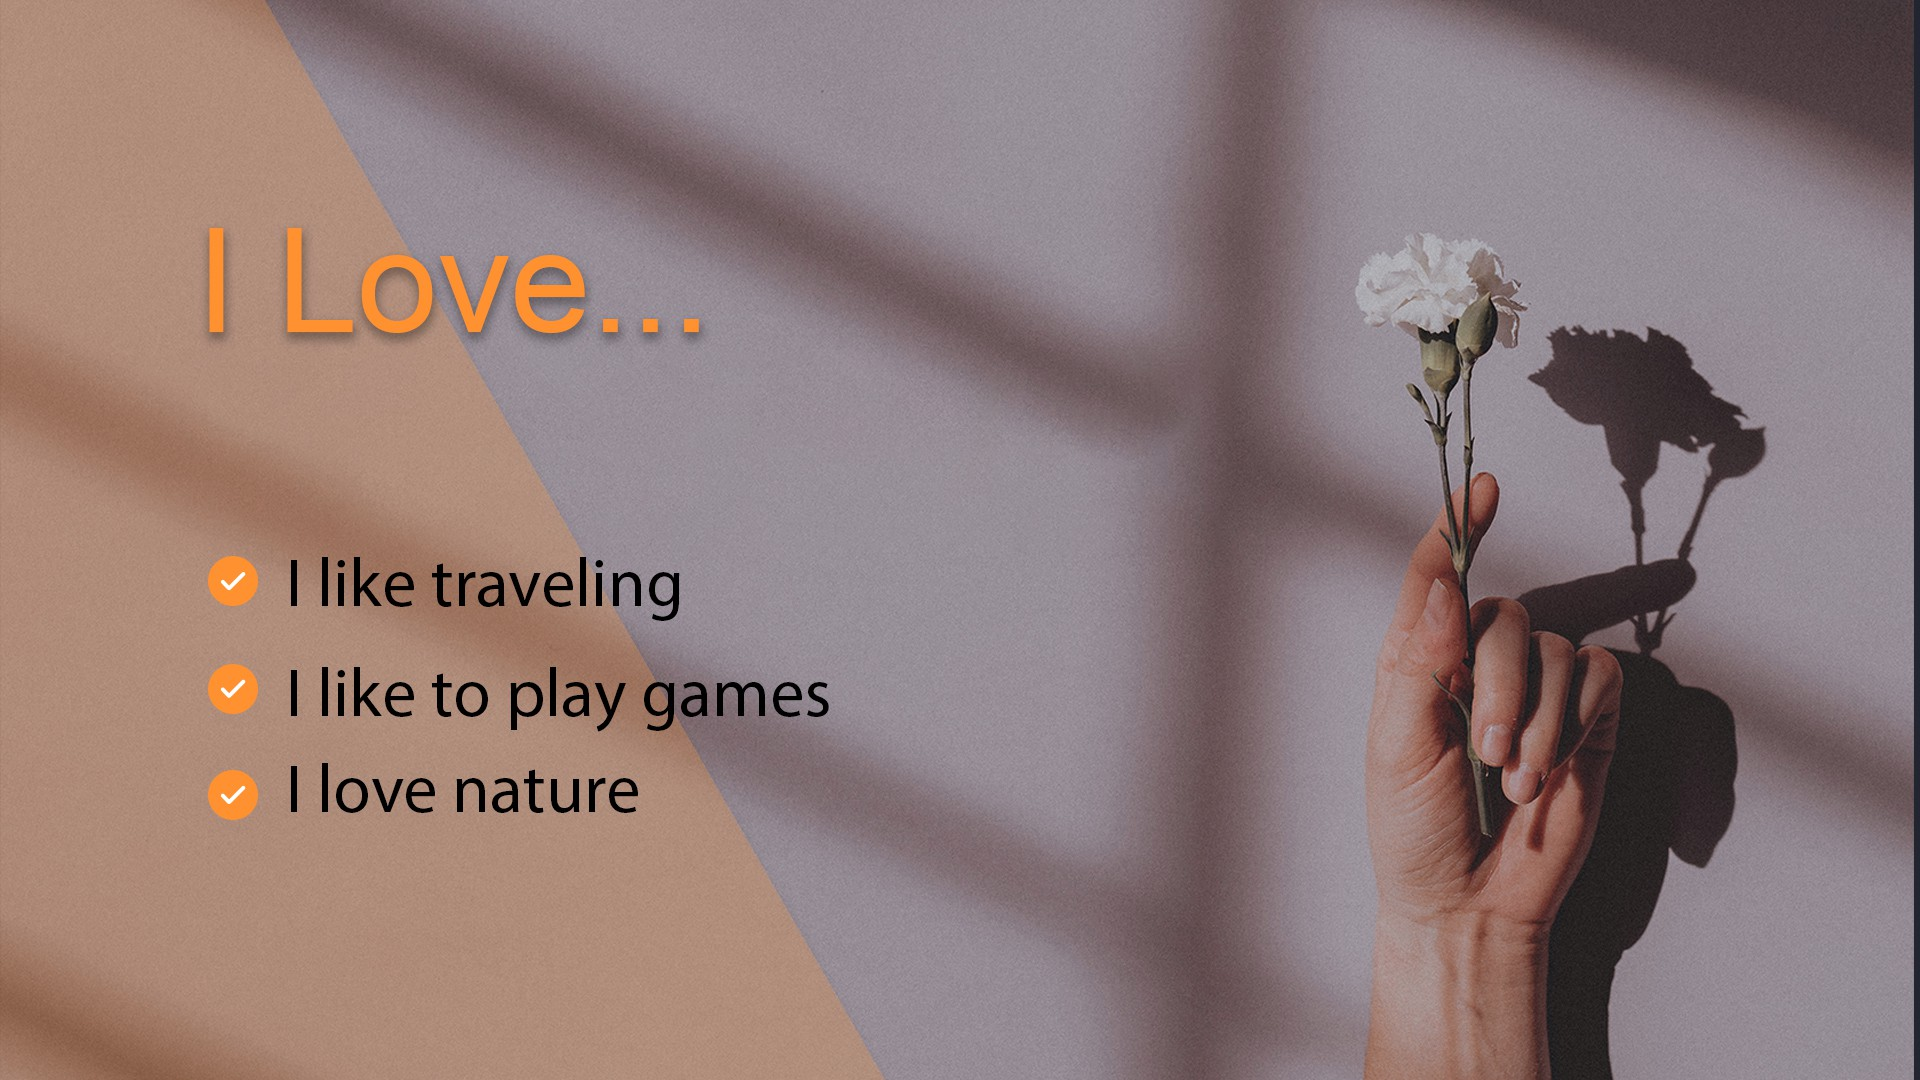 I Love...
I like traveling
I like to play games
I love nature